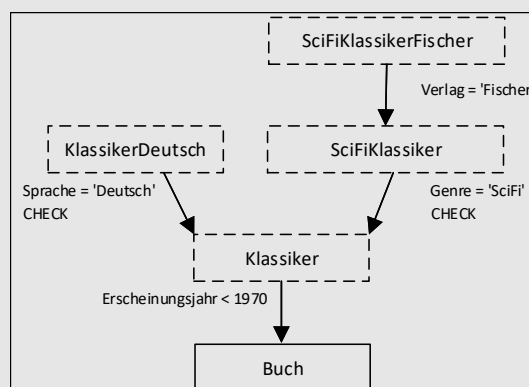 SciFiKlassikerFischer
Verlag = 'Fischer
KlassikerDeutsch
SciFiKlassiker
Sprache = 'Deutsch'
CHECK
Genre = 'SciFi'
CHECK
Klassiker
Erscheinungsjahr < 1970
Buch